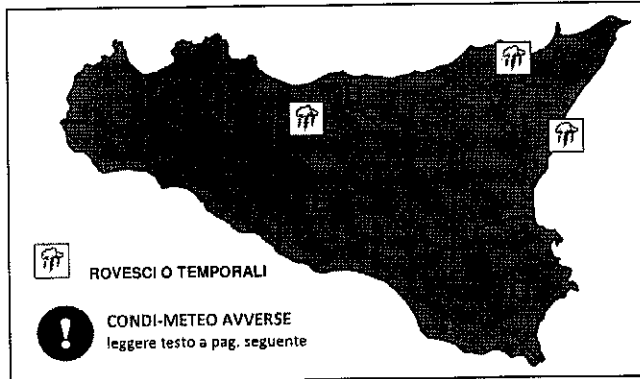 ROVESCI O TEMPORALI
!
CONDI-METEO AVVERSE
leggere testo a pag. seguente